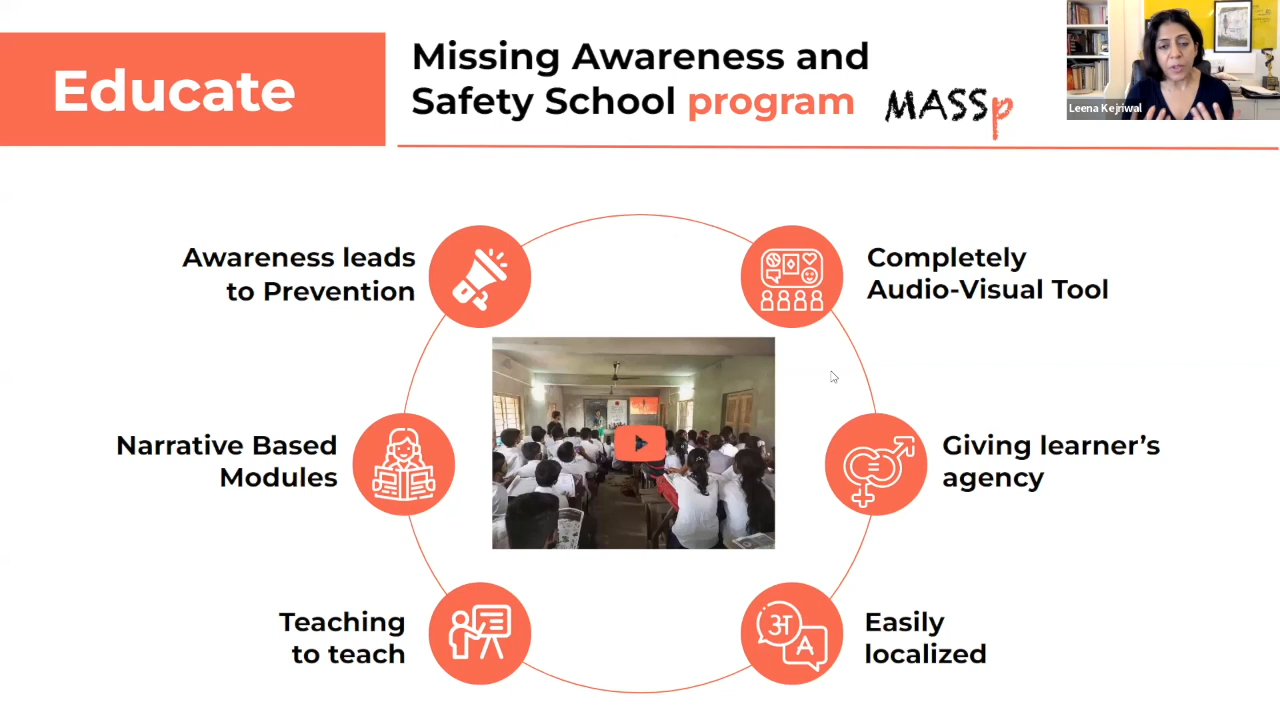 Educate
Missing Awareness and
Safety School program
MASSp
Leena Kejriwal
Awareness leads
to Prevention
Completely
Audio-Visual Tool
Narrative Based
Modules
Giving learner's
agency
Teaching
to teach
अ
A
Easily
localized